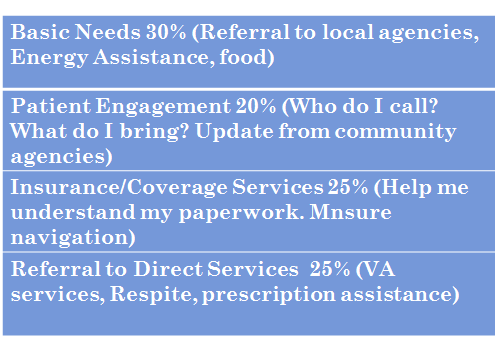 Basic Needs 30% (Referral to local agencies,
Energy Assistance, food)
Patient Engagement 20% (Who do I call?
What do I bring? Update from community
agencies)
Insurance/Coverage Services 25% (Help me
understand my paperwork. Mnsure
navigation)
Referral to Direct Services  25% (VA
services, Respite, prescription assistance)